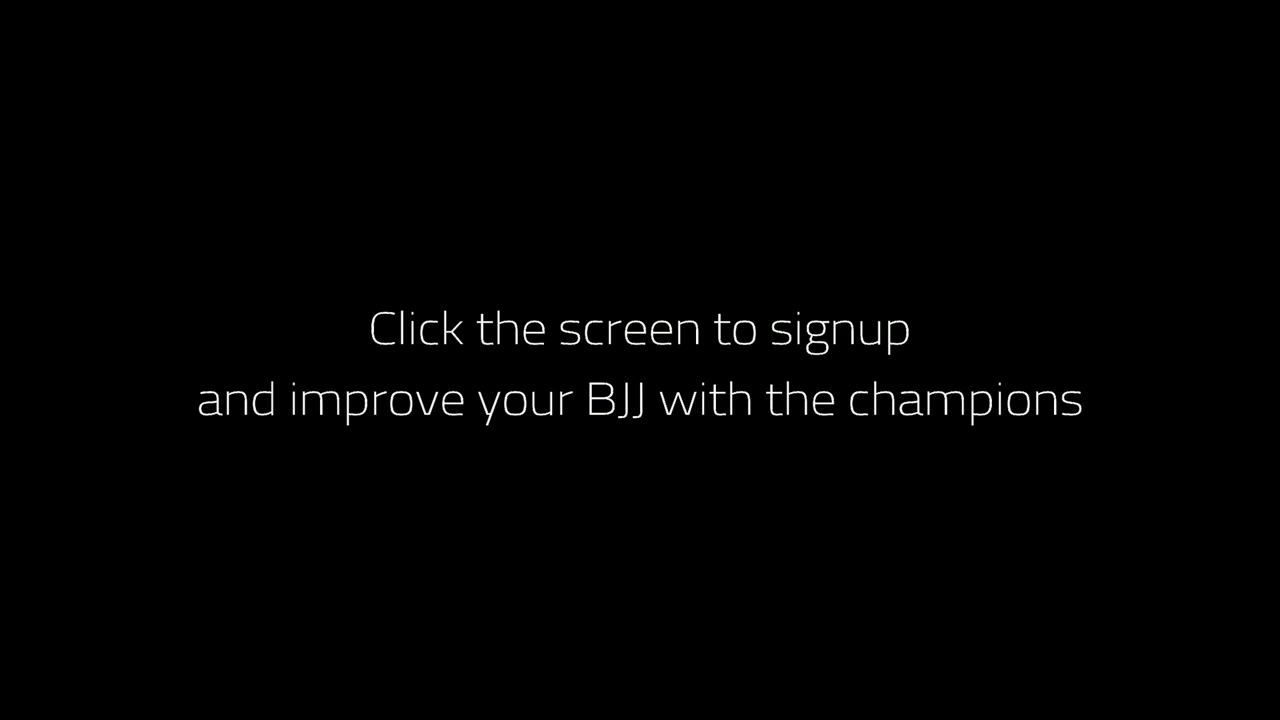 Click the screen to signup
and improve your BJJ with the champions